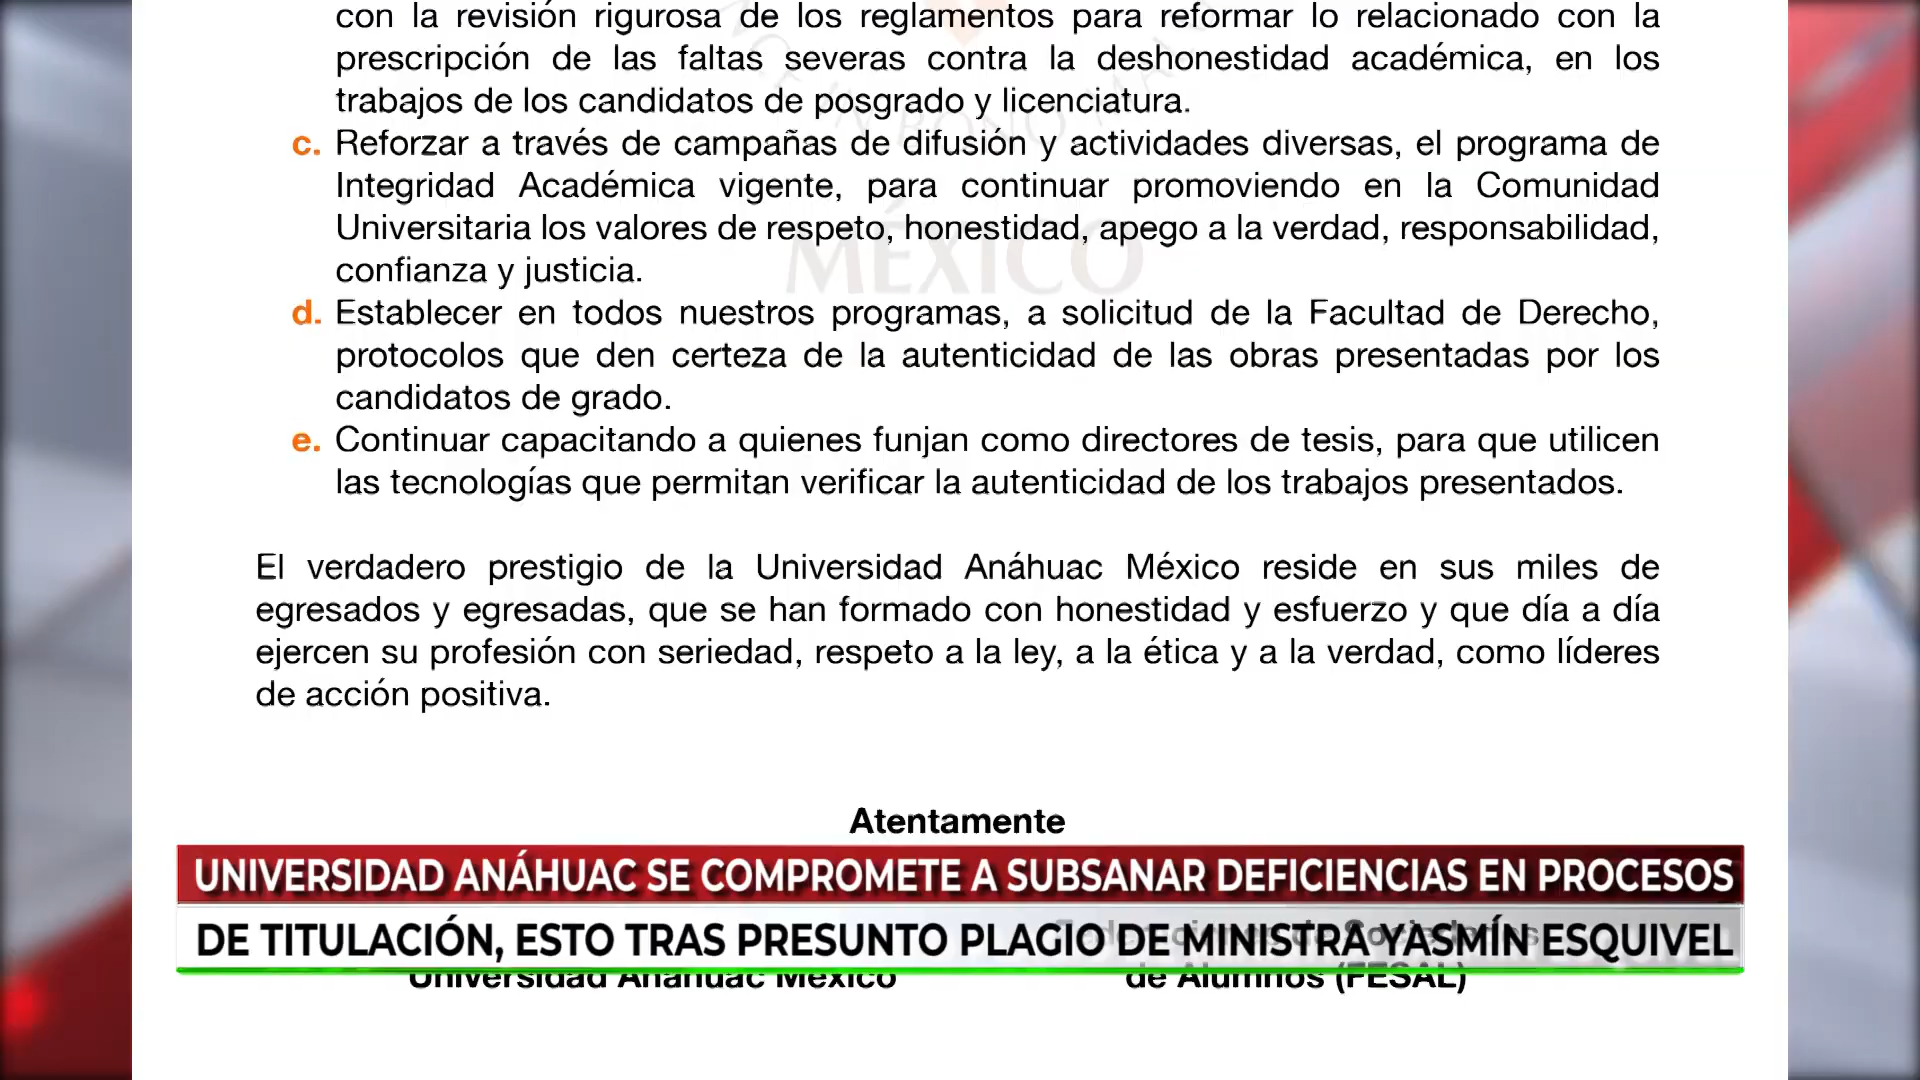 con la revisión rigurosa de los reglamentos para reformar lo relacionado con la
prescripción de las faltas severas contra la deshonestidad académica, en los
trabajos de los candidatos de posgrado y licenciatura.
c. Reforzar a través de campañas de difusión y actividades diversas, el programa de
Integridad Académica vigente, para continuar promoviendo en la Comunidad
Universitaria los valores de respeto, honestidad, apego a la verdad, responsabilidad,
confianza y justicia.
MÉXICO
d. Establecer en todos nuestros programas, a solicitud de la Facultad de Derecho,
protocolos que den certeza de la autenticidad de las obras presentadas por los
candidatos de grado.
e. Continuar capacitando a quienes funjan como directores de tesis, para que utilicen
las tecnologías que permitan verificar la autenticidad de los trabajos presentados.
El verdadero prestigio de la Universidad Anáhuac México reside en sus miles de
egresados y egresadas, que se han formado con honestidad y esfuerzo y que día a día
ejercen su profesión con seriedad, respeto a la ley, a la ética y a la verdad, como líderes
de acción positiva.
Atentamente
UNIVERSIDAD ANÁHUAC SE COMPROMETE A SUBSANAR DEFICIENCIAS EN PROCESOS
DE TITULACIÓN, ESTO TRAS PRESUNTO PLAGIO DE MINISTRA YASMÍN ESQUIVEL
Universidad Anáhuac México
de Alumnos (FESAL)